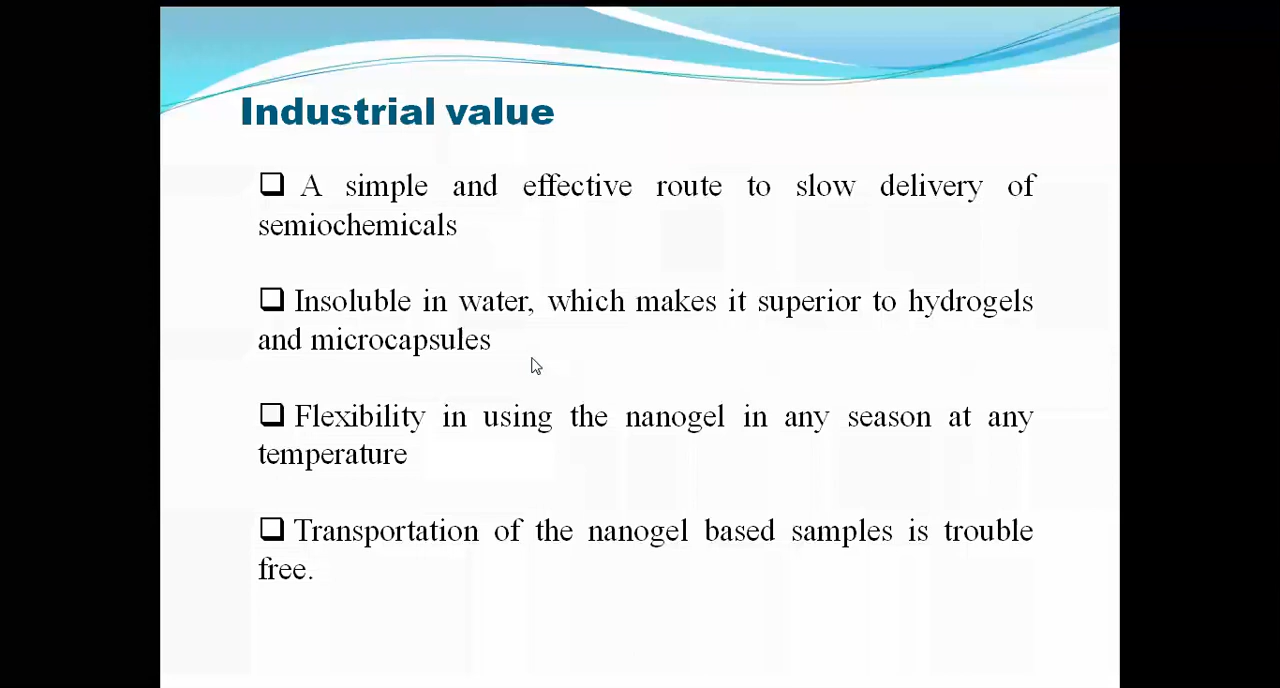 Industrial value
A simple and effective route to slow delivery of
semiochemicals
Insoluble in water, which makes it superior to hydrogels
and microcapsules
Flexibility in using the nanogel in any season at any
temperature
Transportation of the nanogel based samples is trouble
free.